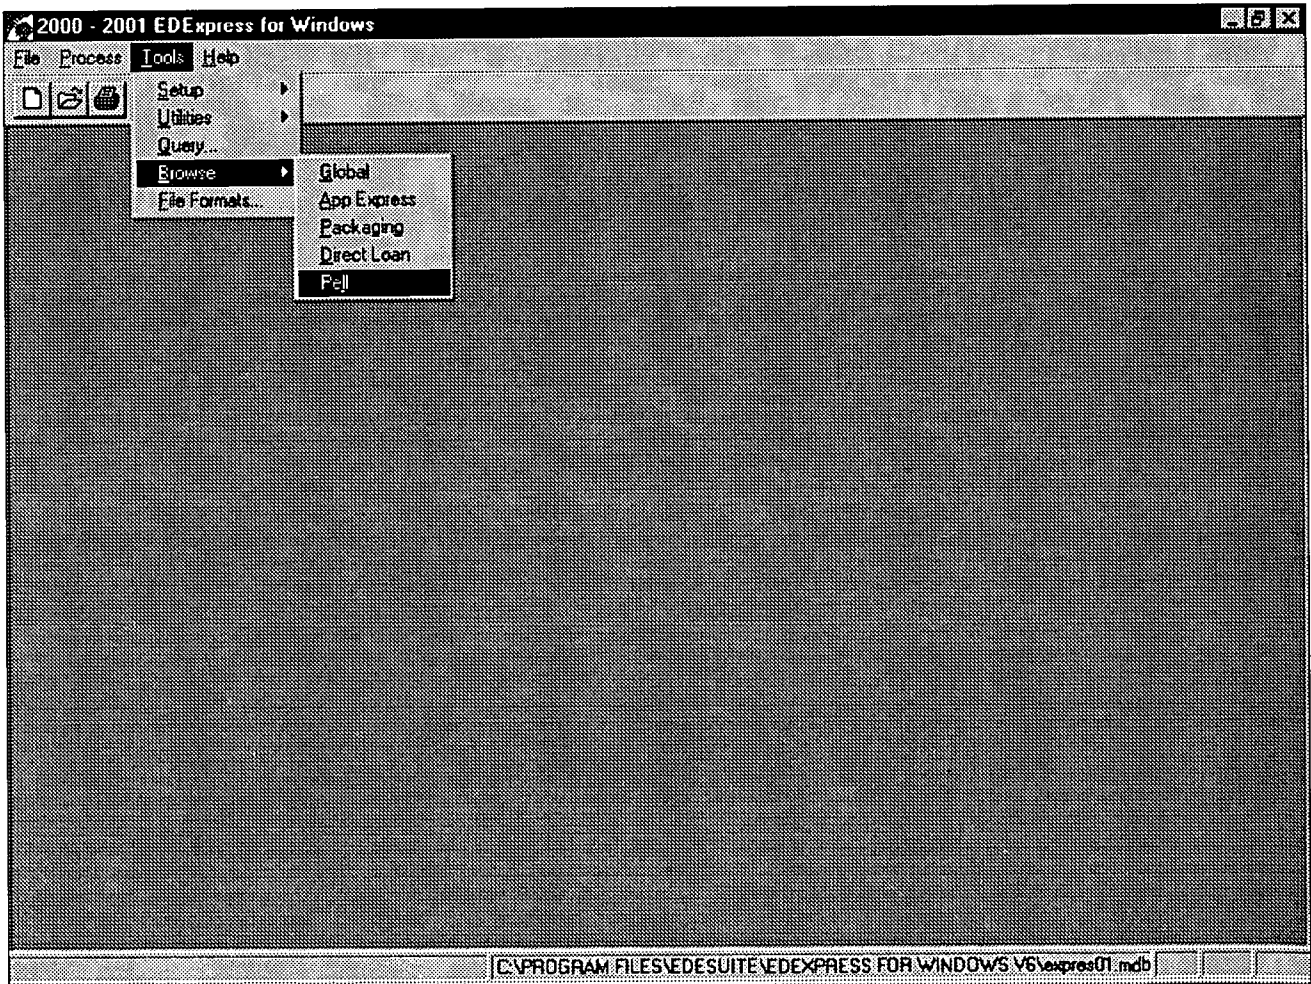 2000 - 2001 EDExpress for Windows
File Process Tools Help
Setup
Utilities
Query...
Browse
File Formats...
Global
App Express
Packaging
Direct Loan
Pell
C:\PROGRAM FILES\EDESUITE\EDEXPRESS FOR WINDOWS V6\expres01.mdb